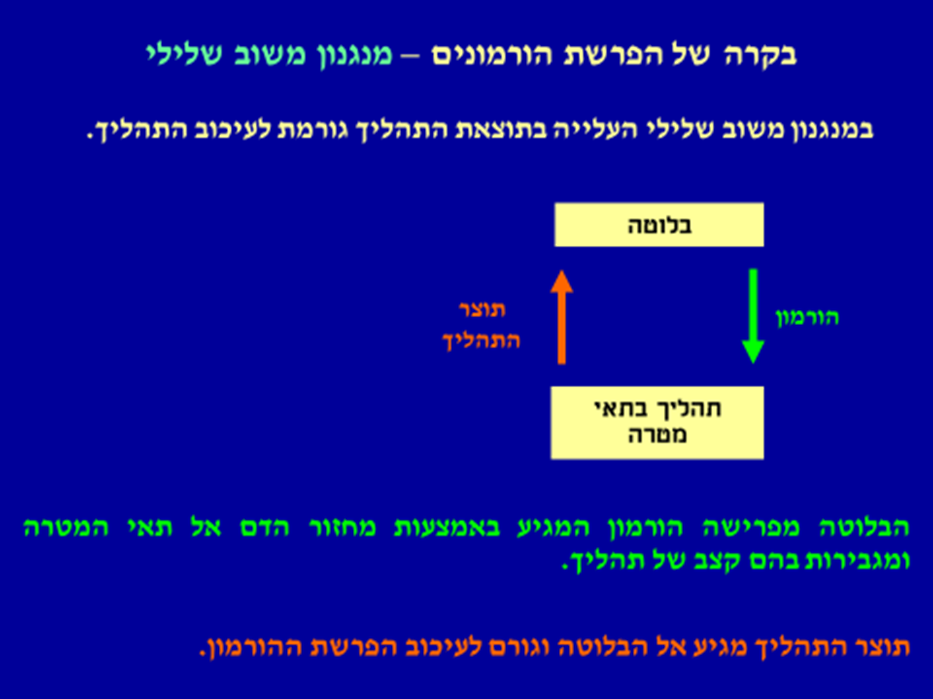 בקרה של הפרשת הורמונים – מנגנון משוב שלילי
במנגנון משוב שלילי העלייה בתוצאת התהליך גורמת לעיכוב התהליך.
בלוטה
הורמון
תוצר
התהליך
תהליך בתאי
מטרה
הבלוטה מפרישה הורמון המגיע באמצעות מחזור הדם אל תאי המטרה
ומגבירות בהם קצב של תהליך.
תוצר התהליך מגיע אל הבלוטה וגורם לעיכוב הפרשת ההורמון.